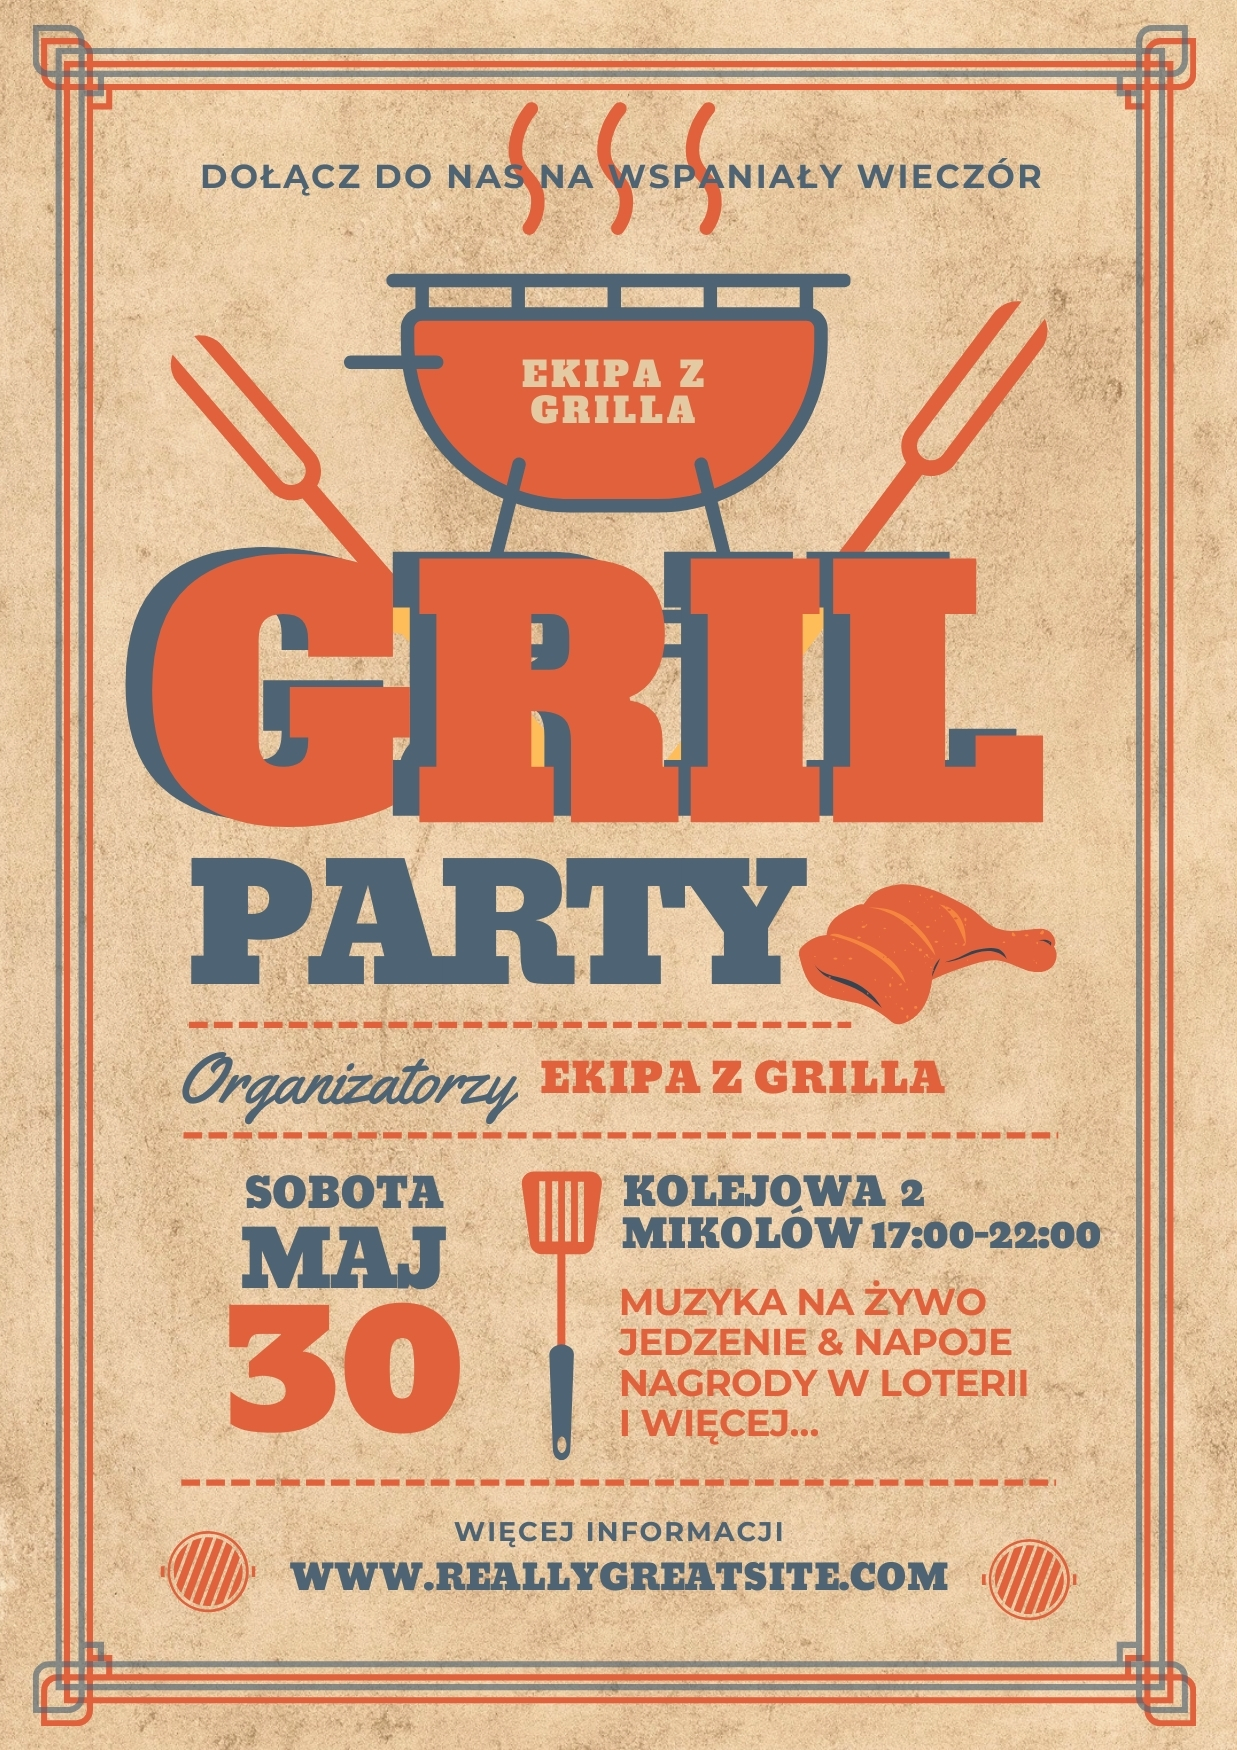 DOŁĄCZ DO NAS NA WSPANIAŁY WIECZÓR
EKIPA Z
GRILLA
GRIL
PARTY
Organizatorzy EKIPA Z GRILLA
SOBOTA
MAJ
30
KOLEJOWA 2
MIKOLÓW 17:00-22:00
MUZYKA NA ŻYWO
JEDZENIE & NAPOJE
NAGRODY W LOTERII
I WIĘCEJ...
WIĘCEJ INFORMACJI
WWW.REALLYGREATSITE.COM